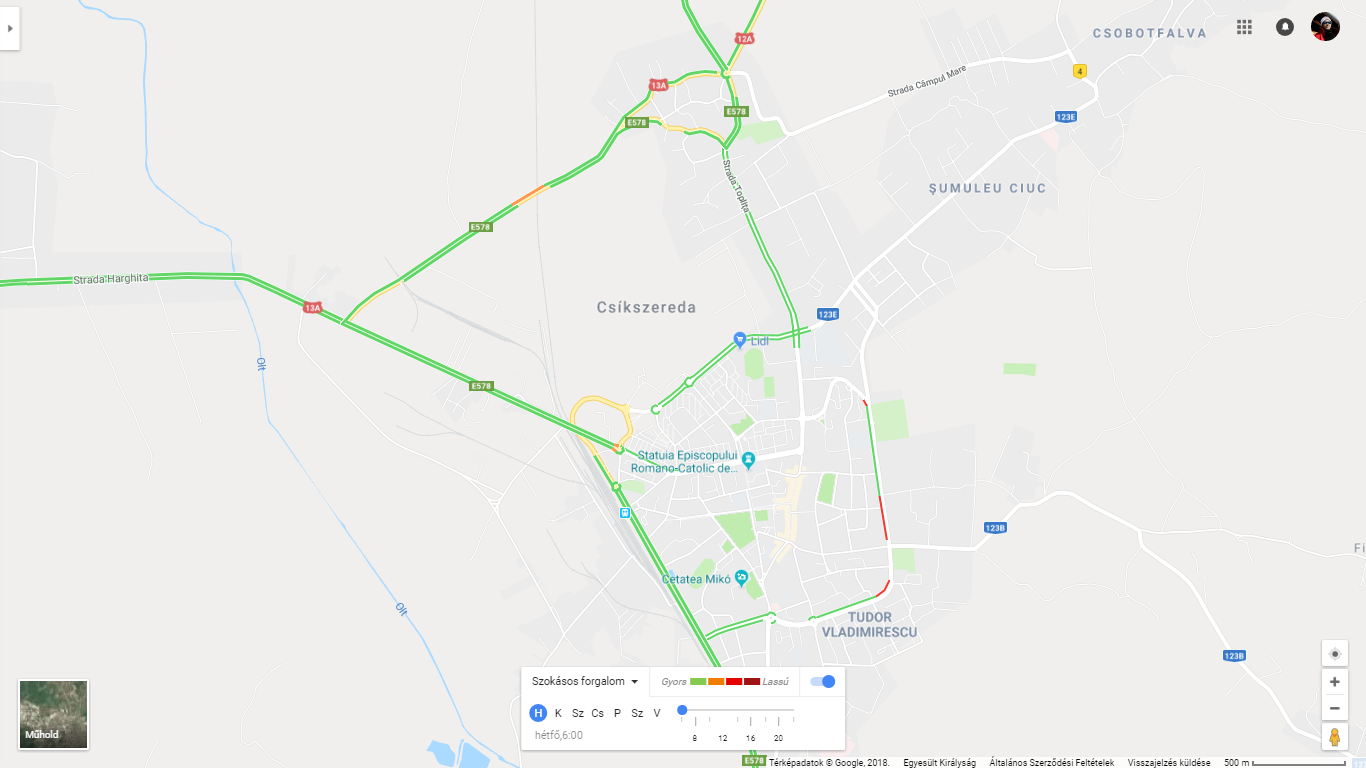 12A
CSOBOTFALVA
4
Strada Câmpul Mare
13A
E578
E578
123E
Strada Toplița
ŞUMULEU CIUC
E578
Strada Harghita
13A
Csíkszereda
123E
Lidl
Olt
E578
Statuia Episcopului
Romano-Catolic de...
123B
Fi
Cetatea Mikó
Olt
TUDOR
VLADIMIRESCU
123B
Szokásos forgalom
Gyors
Lassú
H K Sz Cs P Sz V
8 12 16 20
hétfő,6:00
Műhold
E578
Térképadatok © Google, 2018.
Egyesült Királyság
Általános Szerződési Feltételek
Visszajelzés küldése
500 m